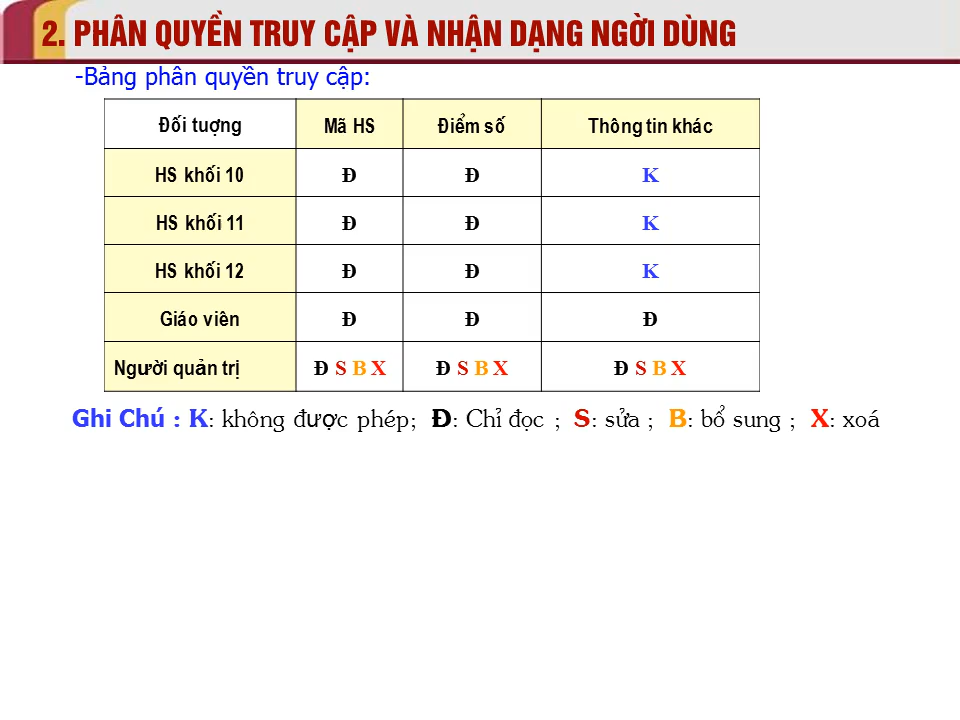 2. PHÂN QUYỀN TRUY CẬP VÀ NHẬN DẠNG NGỜI DÙNG
-Bảng phân quyền truy cập:
Đối tuợng Mã HS Điểm số Thông tin khác
HS khối 10 Đ Đ K
HS khối 11 Đ Đ K
HS khối 12 Đ Đ K
Giáo viên Đ Đ Đ
Người quản trị Đ S B X Đ S B X Đ S B X
Ghi Chú : K: không được phép; Đ: Chỉ đọc ; S: sửa ; B: bổ sung ; X: xoá